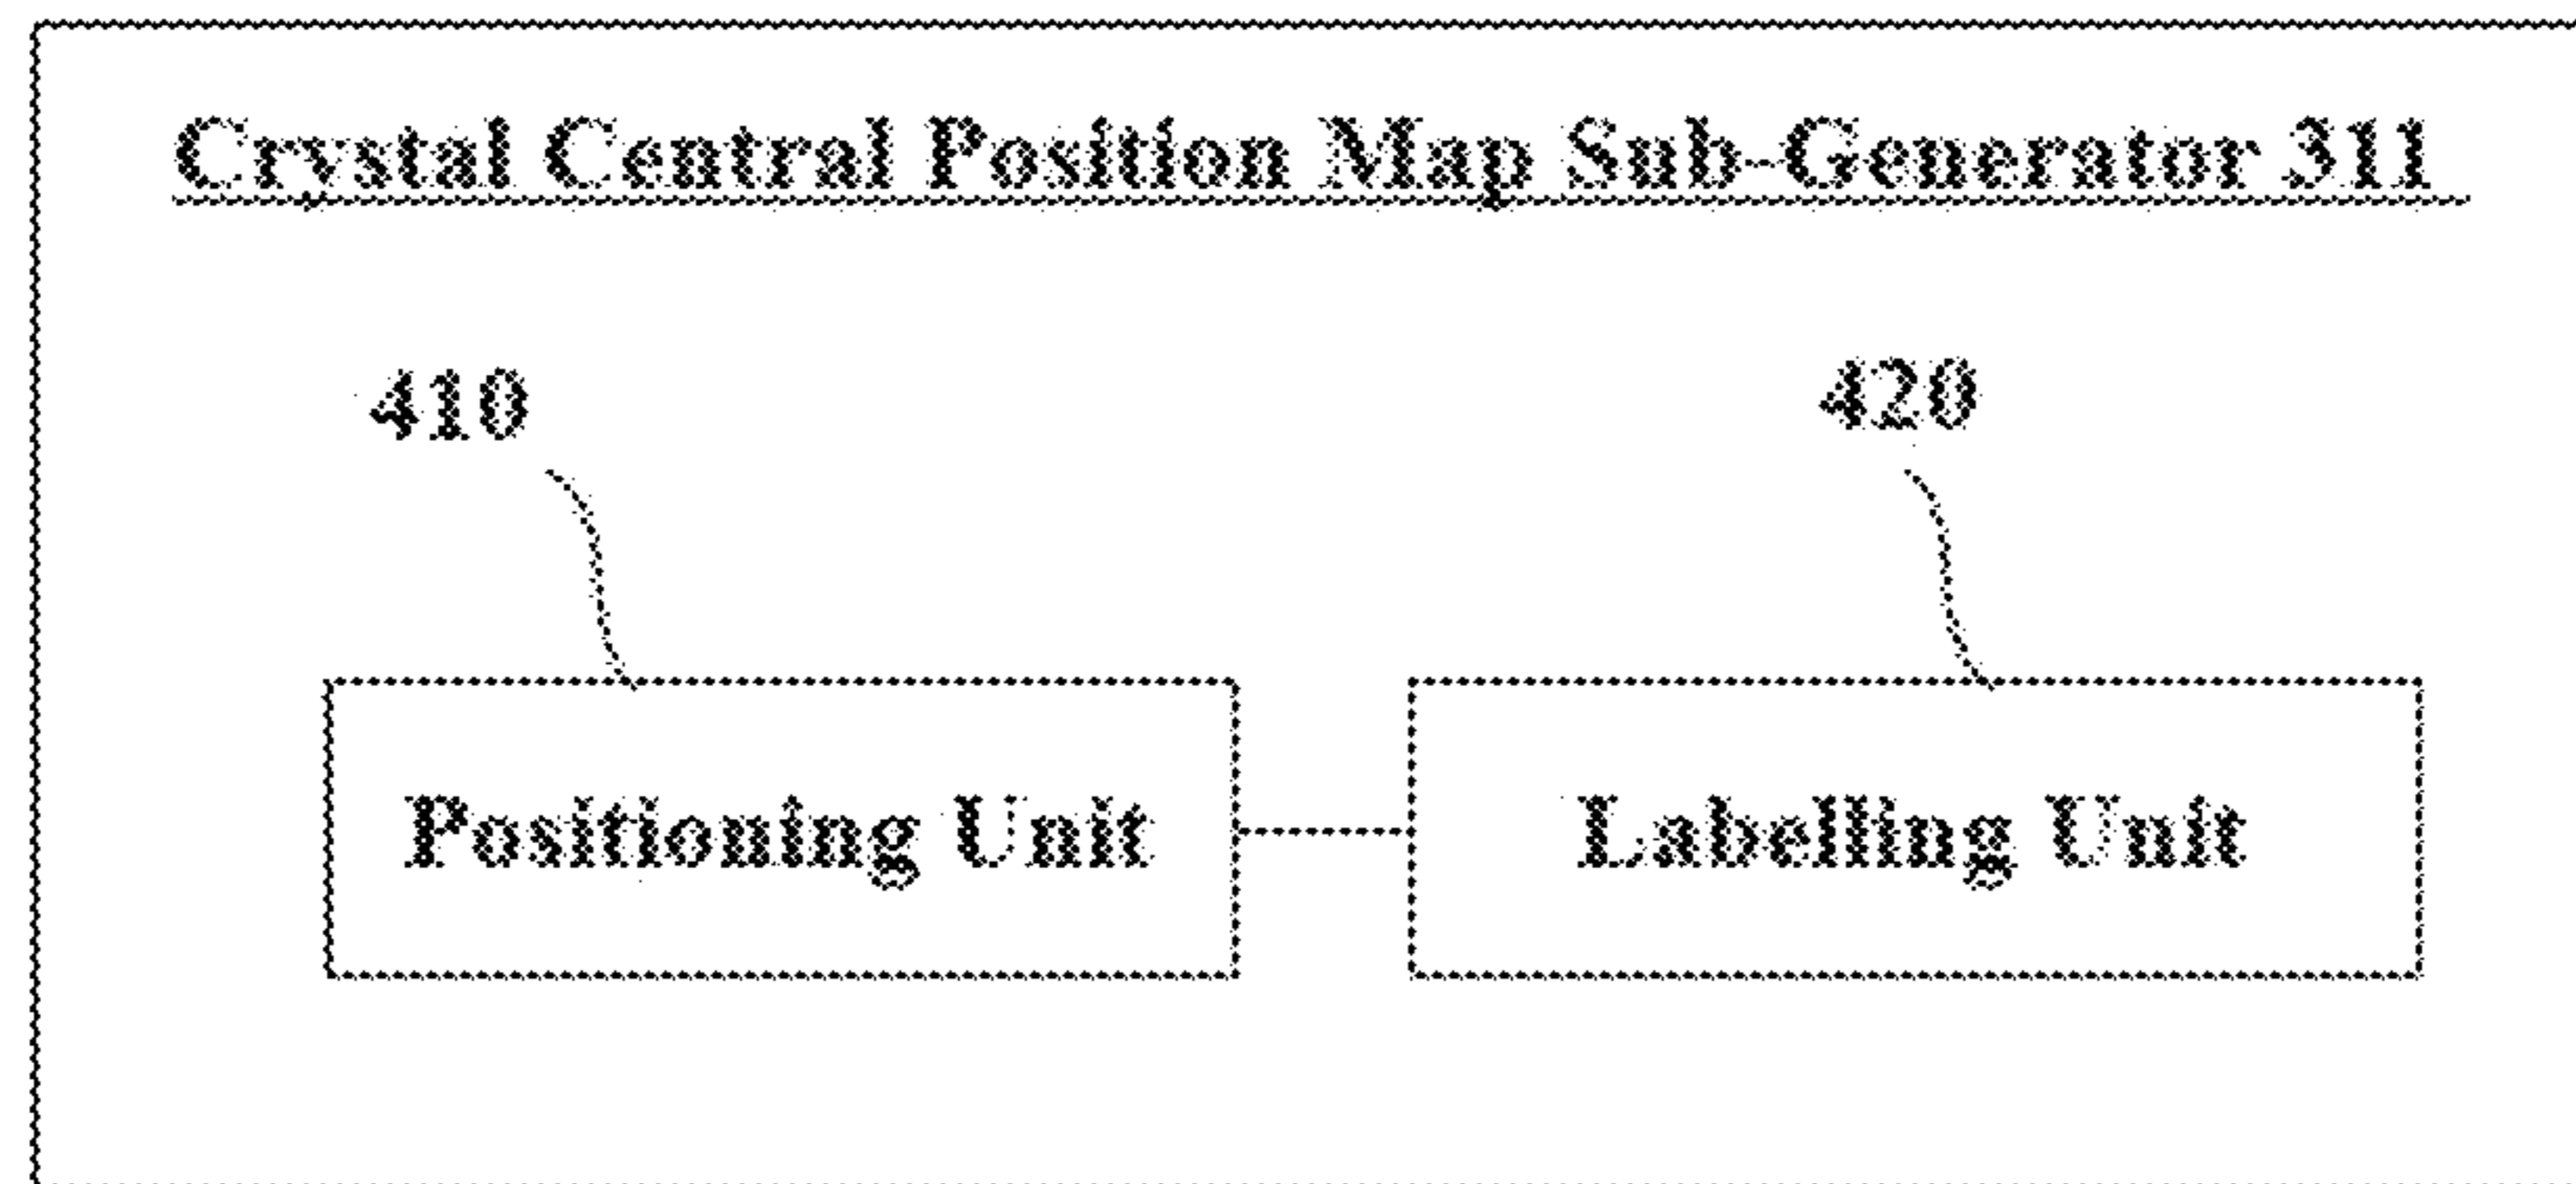 Crystal Central Position Map Sub-Generator 311
410
420
Positioning Unit
Labelling Unit